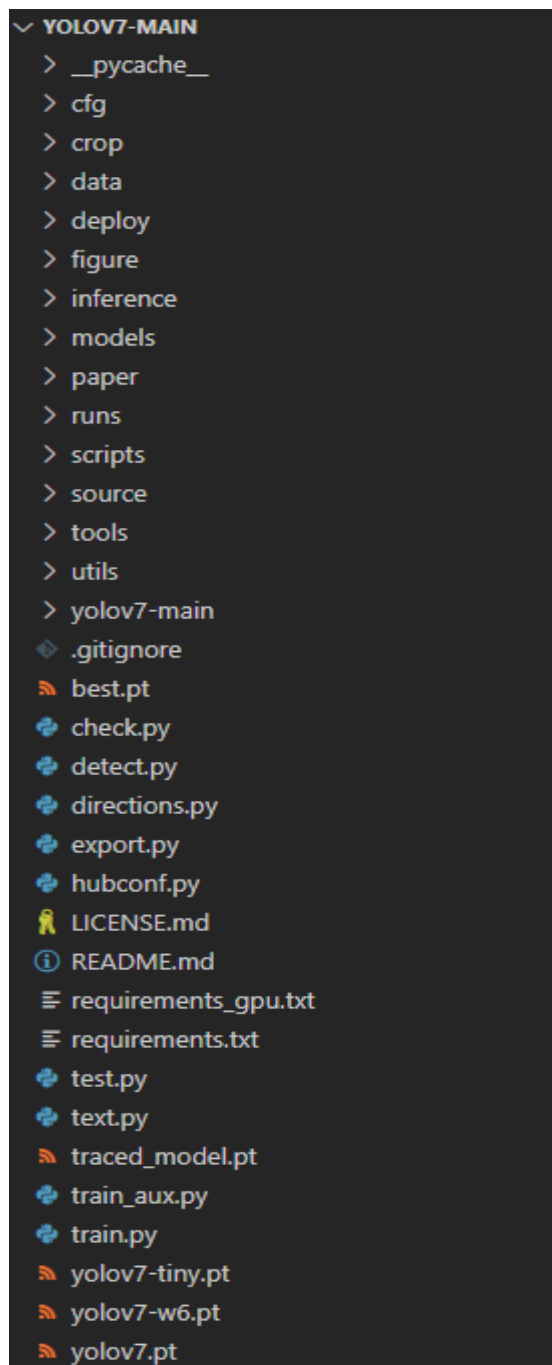 YOLOV7-MAIN
__pycache__
cfg
crop
data
deploy
figure
inference
models
paper
runs
scripts
source
tools
utils
yolov7-main
.gitignore
best.pt
check.py
detect.py
directions.py
export.py
hubconf.py
LICENSE.md
README.md
requirements_gpu.txt
requirements.txt
test.py
text.py
traced_model.pt
train_aux.py
train.py
yolov7-tiny.pt
yolov7-w6.pt
yolov7.pt